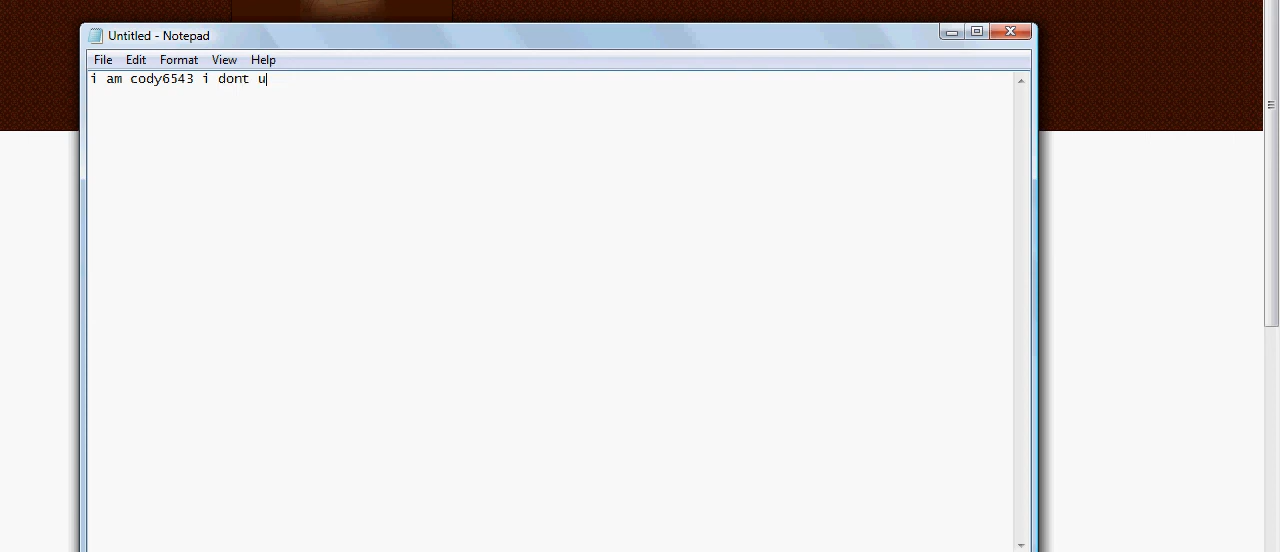 Untitled - Notepad
File Edit Format View Help
i am cody6543 i dont u